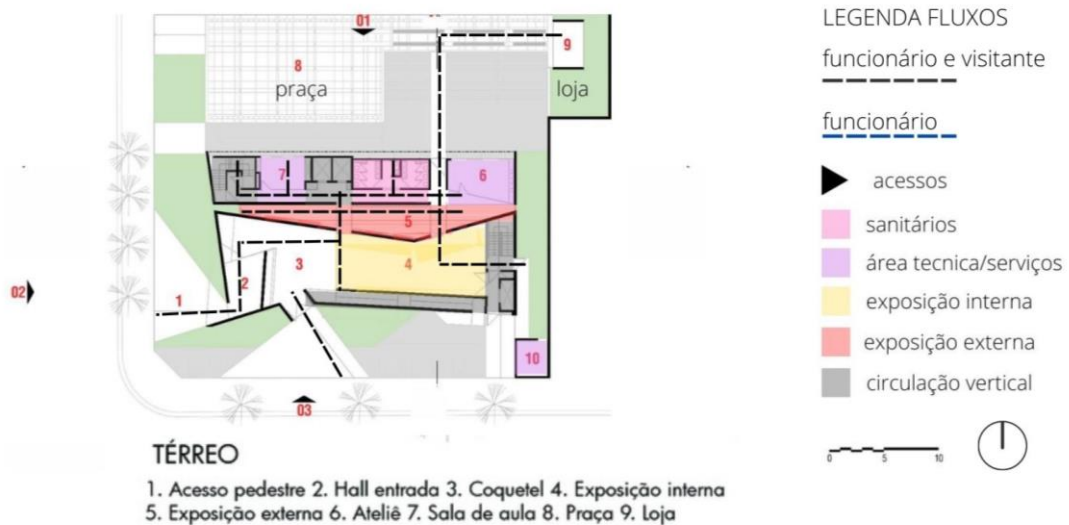 01
9
8
praça
loja
7
6
5
4
3
2
1
02
10
03
LEGENDA FLUXOS
funcionário e visitante
funcionário
acessos
sanitários
área tecnica/serviços
exposição interna
exposição externa
circulação vertical
0 5 10
TÉRREO
1. Acesso pedestre 2. Hall entrada 3. Coquetel 4. Exposição interna
5. Exposição externa 6. Ateliê 7. Sala de aula 8. Praça 9. Loja